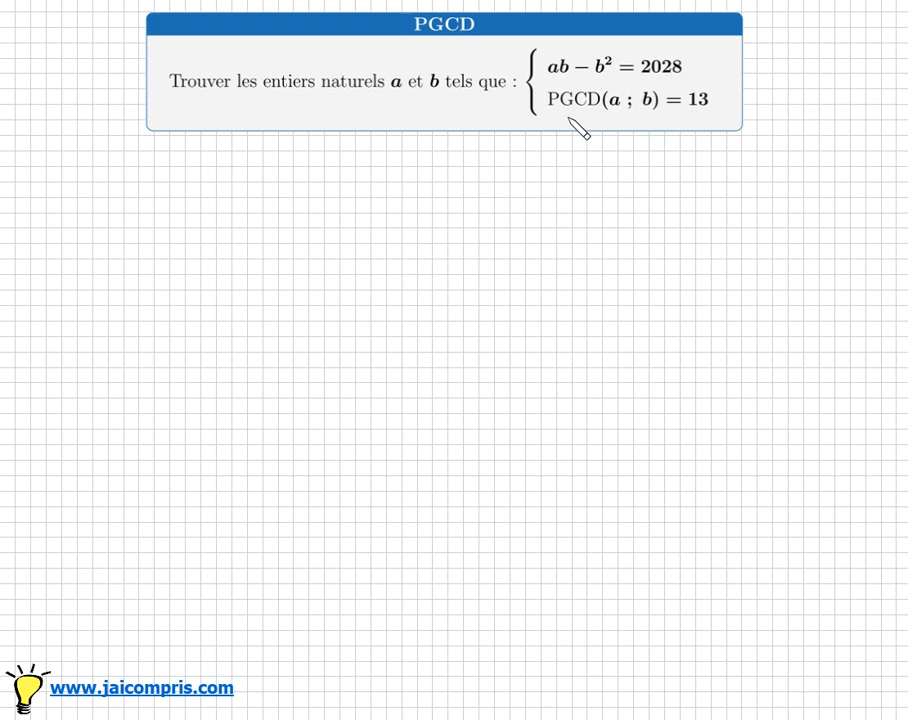 PGCD
Trouver les entiers naturels a et b tels que : { ab − b² = 2028
PGCD(a ; b) = 13
www.jaicompris.com